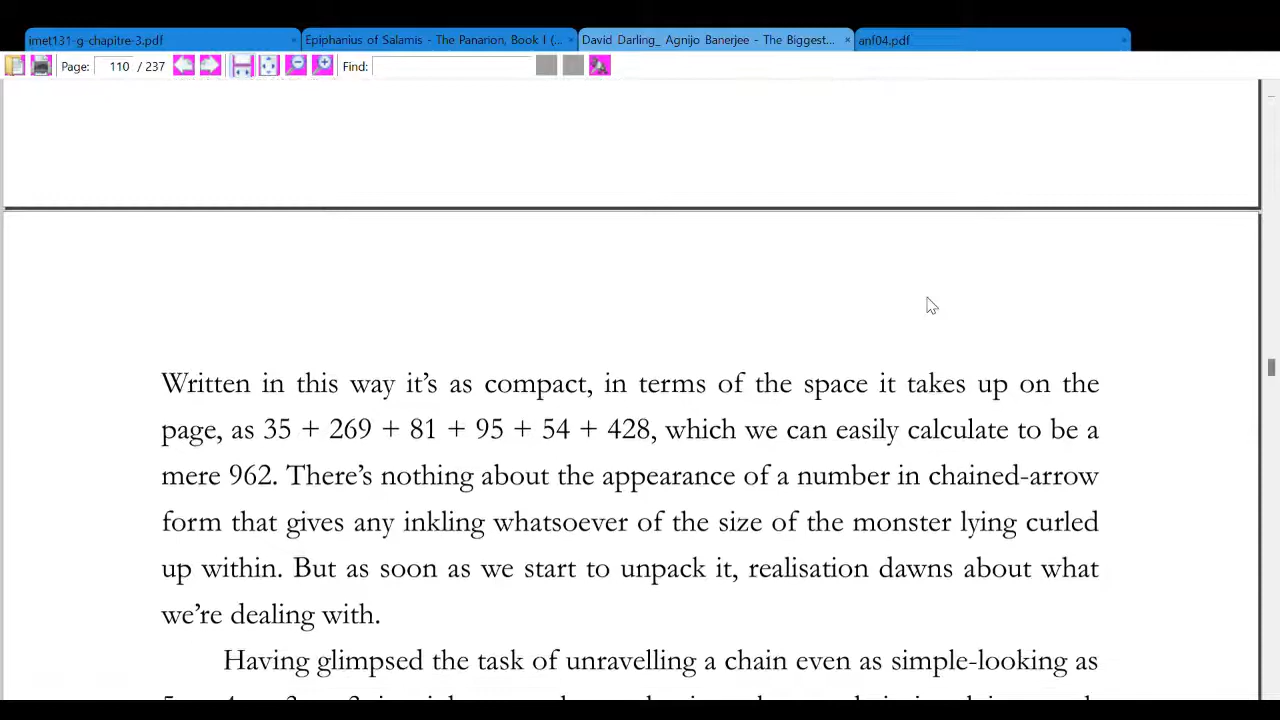 imet131-g-chapitre-3.pdf
Epiphanius of Salamis - The Panarion, Book I (...
David Darling_ Agnijo Banerjee - The Biggest...
anf04.pdf
Page: 110 / 237
Find:
Written in this way it’s as compact, in terms of the space it takes up on the
page, as 35 + 269 + 81 + 95 + 54 + 428, which we can easily calculate to be a
mere 962. There’s nothing about the appearance of a number in chained-arrow
form that gives any inkling whatsoever of the size of the monster lying curled
up within. But as soon as we start to unpack it, realisation dawns about what
we’re dealing with.
Having glimpsed the task of unravelling a chain even as simple-looking as